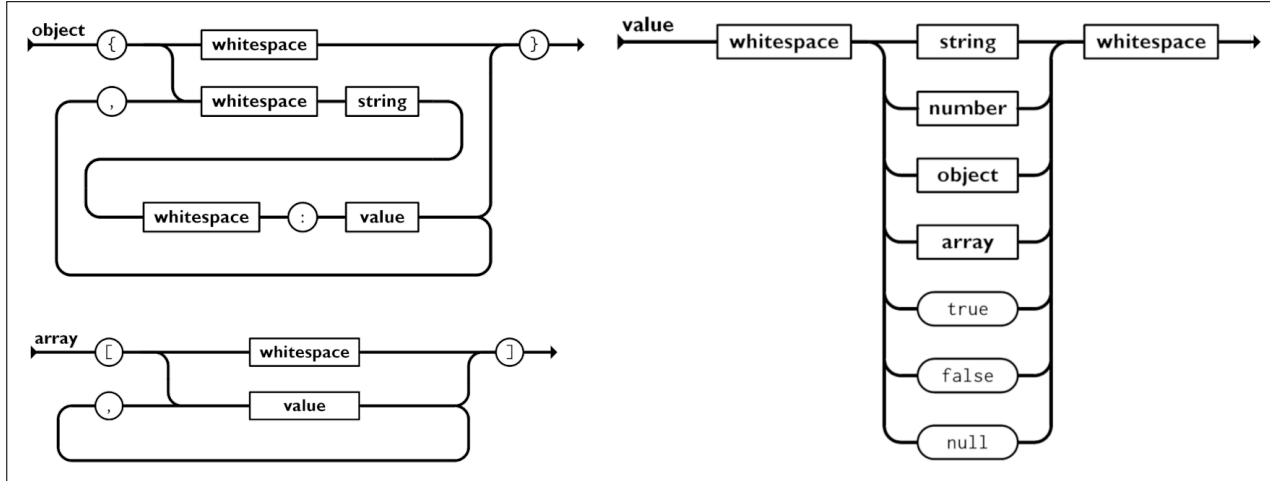 object { whitespace }
, whitespace string
whitespace : value
array [ whitespace ]
, value
value whitespace string whitespace
number
object
array
true
false
null